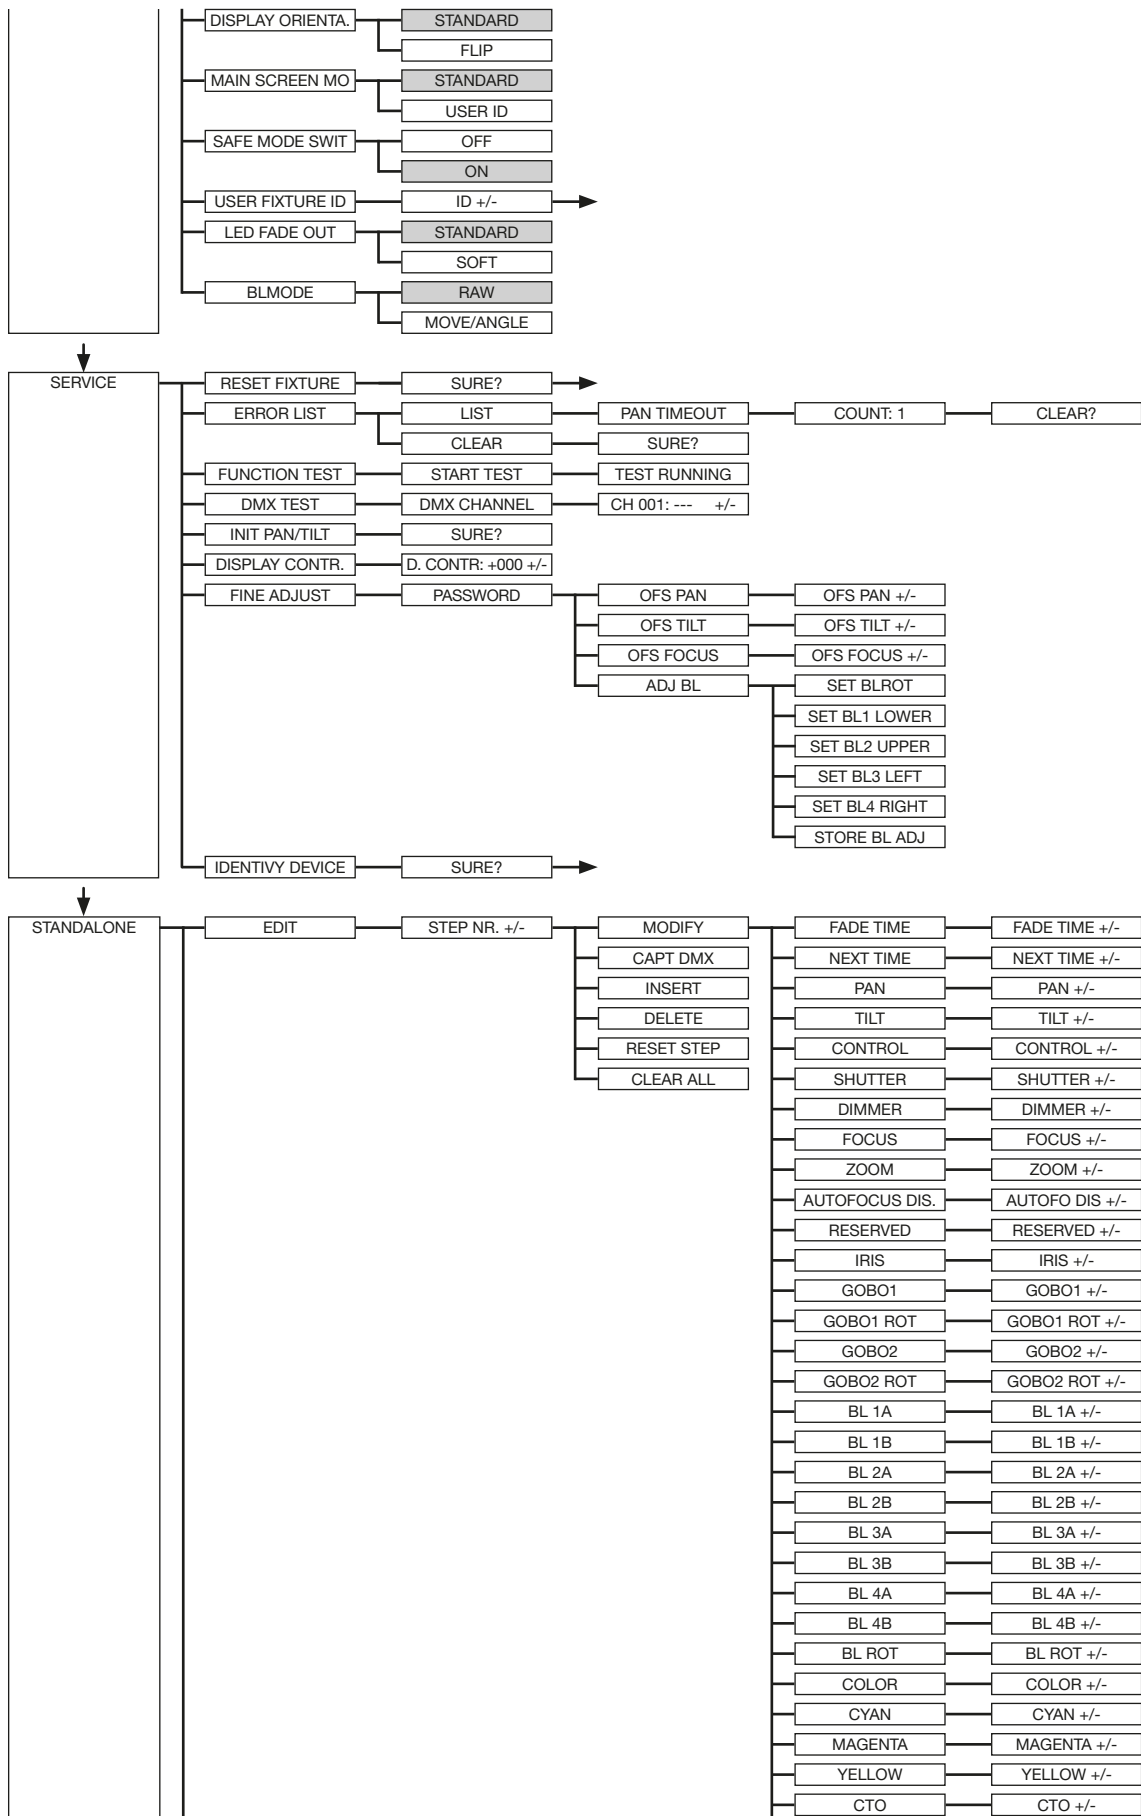 DISPLAY ORIENTA. STANDARD
FLIP
MAIN SCREEN MO STANDARD
USER ID
SAFE MODE SWIT OFF
ON
USER FIXTURE ID ID +/-
LED FADE OUT STANDARD
SOFT
BLMODE RAW
MOVE/ANGLE
SERVICE RESET FIXTURE SURE?
ERROR LIST LIST PAN TIMEOUT COUNT: 1 CLEAR?
CLEAR SURE?
FUNCTION TEST START TEST TEST RUNNING
DMX TEST DMX CHANNEL CH 001: --- +/-
INIT PAN/TILT SURE?
DISPLAY CONTR. D. CONTR: +000 +/-
FINE ADJUST PASSWORD OFS PAN OFS PAN +/-
OFS TILT OFS TILT +/-
OFS FOCUS OFS FOCUS +/-
ADJ BL SET BLROT
SET BL1 LOWER
SET BL2 UPPER
SET BL3 LEFT
SET BL4 RIGHT
STORE BL ADJ
IDENTIVY DEVICE SURE?
STANDALONE EDIT STEP NR. +/- MODIFY FADE TIME FADE TIME +/-
CAPT DMX NEXT TIME NEXT TIME +/-
INSERT PAN PAN +/-
DELETE TILT TILT +/-
RESET STEP CONTROL CONTROL +/-
CLEAR ALL SHUTTER SHUTTER +/-
DIMMER DIMMER +/-
FOCUS FOCUS +/-
ZOOM ZOOM +/-
AUTOFOCUS DIS. AUTOFO DIS +/-
RESERVED RESERVED +/-
IRIS IRIS +/-
GOBO1 GOBO1 +/-
GOBO1 ROT GOBO1 ROT +/-
GOBO2 GOBO2 +/-
GOBO2 ROT GOBO2 ROT +/-
BL 1A BL 1A +/-
BL 1B BL 1B +/-
BL 2A BL 2A +/-
BL 2B BL 2B +/-
BL 3A BL 3A +/-
BL 3B BL 3B +/-
BL 4A BL 4A +/-
BL 4B BL 4B +/-
BL ROT BL ROT +/-
COLOR COLOR +/-
CYAN CYAN +/-
MAGENTA MAGENTA +/-
YELLOW YELLOW +/-
CTO CTO +/-